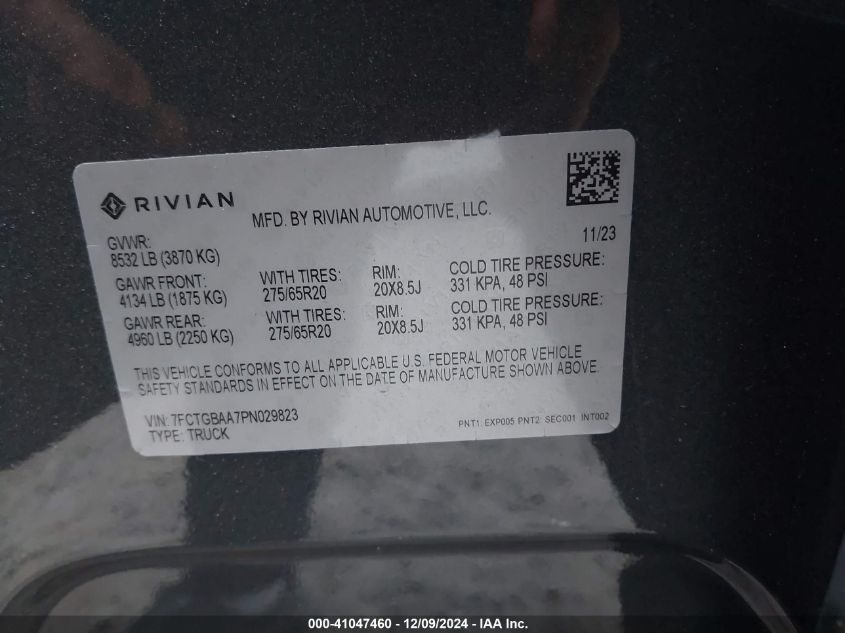 RIVIAN
MFD. BY RIVIAN AUTOMOTIVE, LLC.
11/23
GVWR:
8532 LB (3870 KG)
GAWR FRONT: WITH TIRES: RIM: COLD TIRE PRESSURE:
4134 LB (1875 KG) 275/65R20 20X8.5J 331 KPA, 48 PSI
GAWR REAR: WITH TIRES: RIM: COLD TIRE PRESSURE:
4960 LB (2250 KG) 275/65R20 20X8.5J 331 KPA, 48 PSI
THIS VEHICLE CONFORMS TO ALL APPLICABLE U.S. FEDERAL MOTOR VEHICLE
SAFETY STANDARDS IN EFFECT ON THE DATE OF MANUFACTURE SHOWN ABOVE.
VIN: 7FCTGBAA7PN029823
TYPE: TRUCK
PNT1: EXP005 PNT2: SEC001 INT002
000-41047460 - 12/09/2024 - IAA Inc.